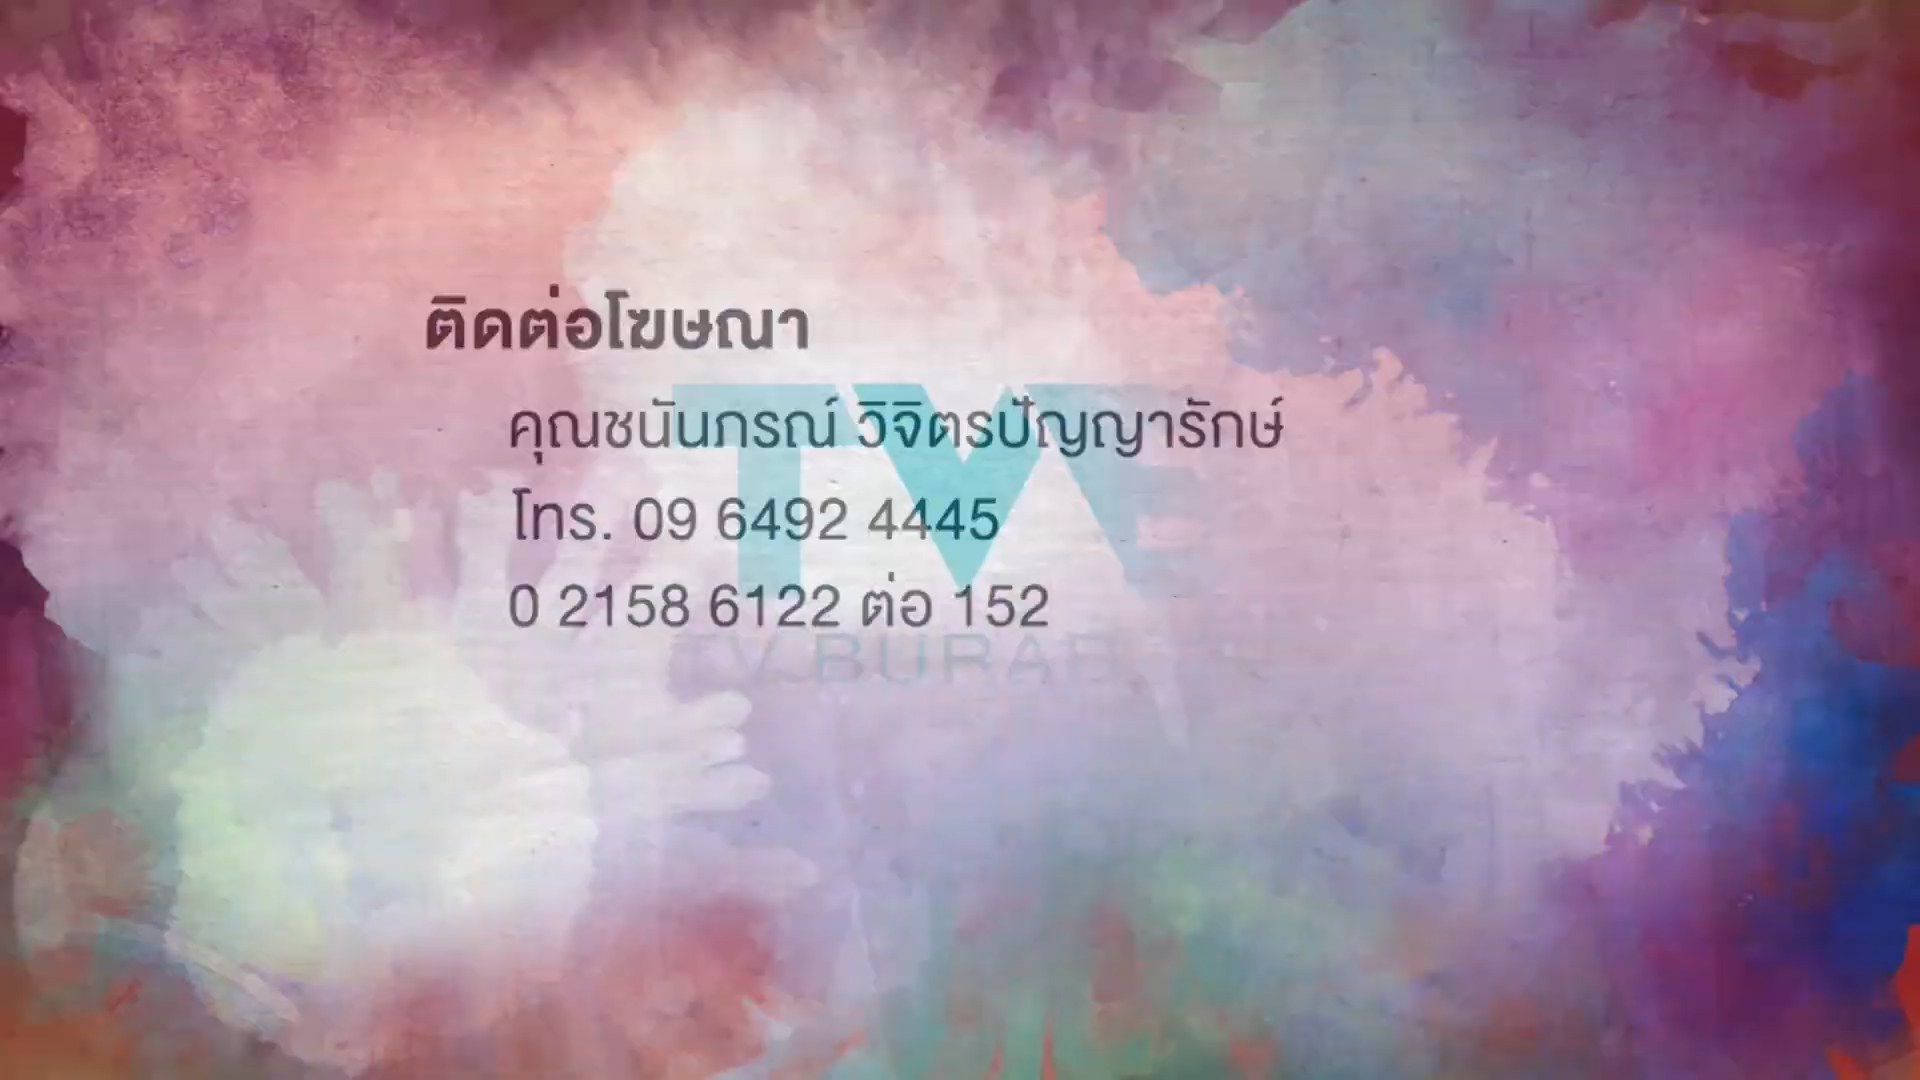 ติดต่อโฆษณา
คุณชนันภรณ์ วิจิตรปัญญารักษ์
โทร. 09 6492 4445
0 2158 6122 ต่อ 152
TV BURABHA